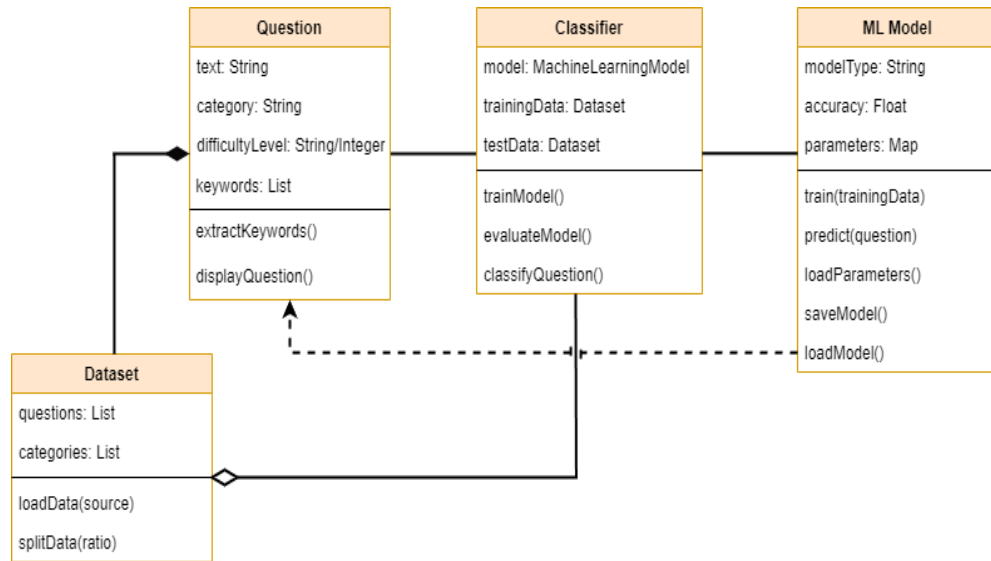 Question
text: String
category: String
difficultyLevel: String/Integer
keywords: List
extractKeywords()
displayQuestion()
Classifier
model: MachineLearningModel
trainingData: Dataset
testData: Dataset
trainModel()
evaluateModel()
classifyQuestion()
ML Model
modelType: String
accuracy: Float
parameters: Map
train(trainingData)
predict(question)
loadParameters()
saveModel()
loadModel()
Dataset
questions: List
categories: List
loadData(source)
splitData(ratio)